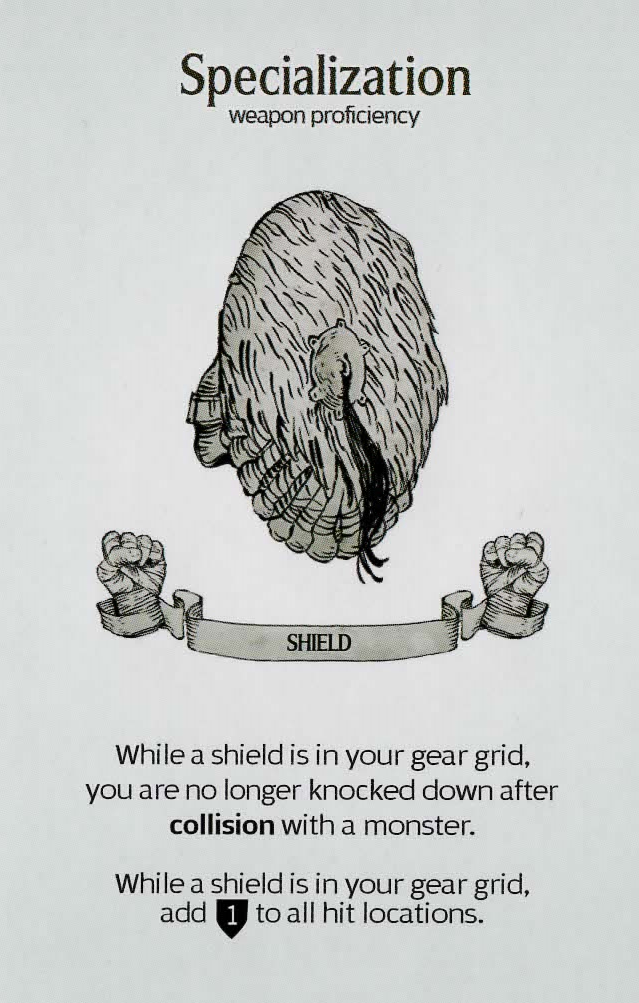 Specialization
weapon proficiency
SHIELD
While a shield is in your gear grid,
you are no longer knocked down after
collision with a monster.
While a shield is in your gear grid,
add 1 to all hit locations.